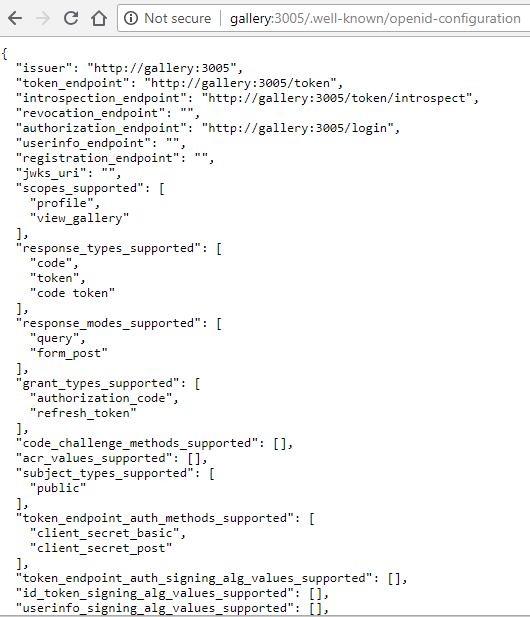 Not secure | gallery:3005/.well-known/openid-configuration
{
  "issuer": "http://gallery:3005",
  "token_endpoint": "http://gallery:3005/token",
  "introspection_endpoint": "http://gallery:3005/token/introspect",
  "revocation_endpoint": "",
  "authorization_endpoint": "http://gallery:3005/login",
  "userinfo_endpoint": "",
  "registration_endpoint": "",
  "jwks_uri": "",
  "scopes_supported": [
    "profile",
    "view_gallery"
  ],
  "response_types_supported": [
    "code",
    "token",
    "code token"
  ],
  "response_modes_supported": [
    "query",
    "form_post"
  ],
  "grant_types_supported": [
    "authorization_code",
    "refresh_token"
  ],
  "code_challenge_methods_supported": [],
  "acr_values_supported": [],
  "subject_types_supported": [
    "public"
  ],
  "token_endpoint_auth_methods_supported": [
    "client_secret_basic",
    "client_secret_post"
  ],
  "token_endpoint_auth_signing_alg_values_supported": [],
  "id_token_signing_alg_values_supported": [],
  "userinfo_signing_alg_values_supported": [],